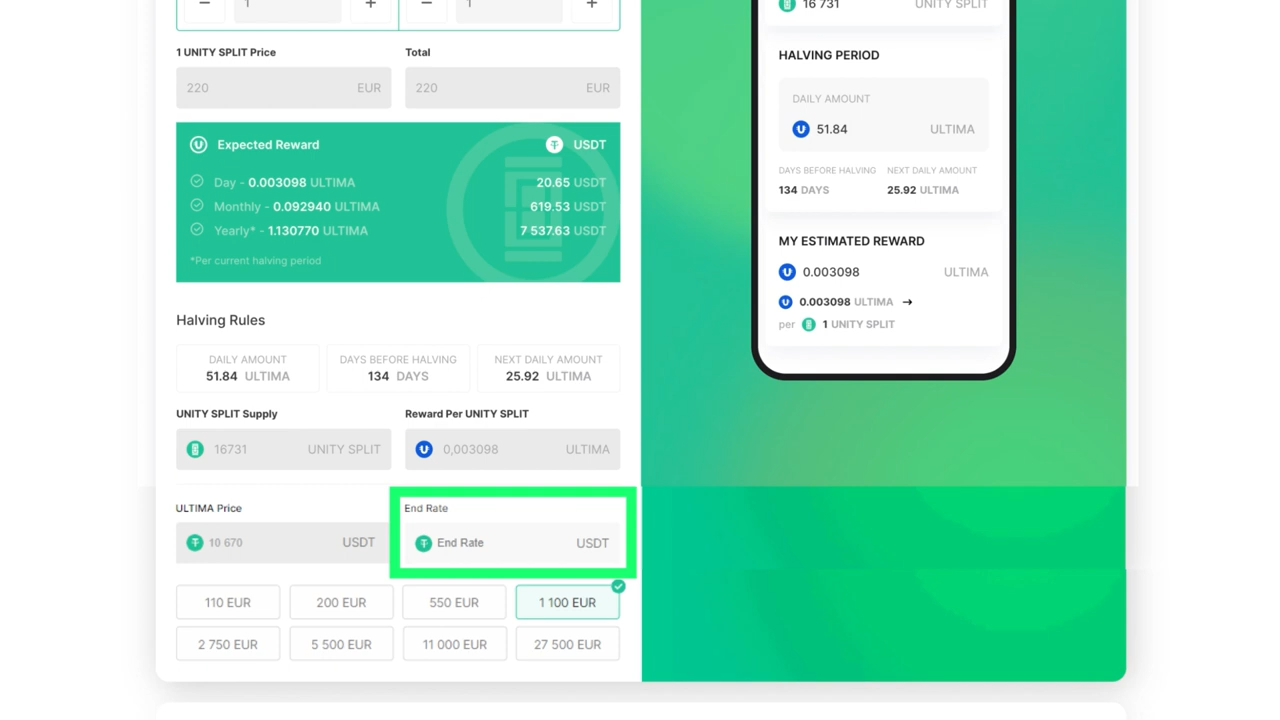 − 1 + − 1 +
1 UNITY SPLIT Price Total
220 EUR 220 EUR
Expected Reward USDT
Day - 0.003098 ULTIMA 20.65 USDT
Monthly - 0.092940 ULTIMA 619.53 USDT
Yearly* - 1.130770 ULTIMA 7 537.63 USDT
*Per current halving period
Halving Rules
DAILY AMOUNT DAYS BEFORE HALVING NEXT DAILY AMOUNT
51.84 ULTIMA 134 DAYS 25.92 ULTIMA
UNITY SPLIT Supply Reward Per UNITY SPLIT
16731 UNITY SPLIT 0,003098 ULTIMA
ULTIMA Price End Rate
10 670 USDT End Rate USDT
110 EUR 200 EUR 550 EUR 1 100 EUR
2 750 EUR 5 500 EUR 11 000 EUR 27 500 EUR
16 731 UNITY SPLIT
HALVING PERIOD
DAILY AMOUNT
51.84 ULTIMA
DAYS BEFORE HALVING NEXT DAILY AMOUNT
134 DAYS 25.92 ULTIMA
MY ESTIMATED REWARD
0.003098 ULTIMA
0.003098 ULTIMA →
per 1 UNITY SPLIT